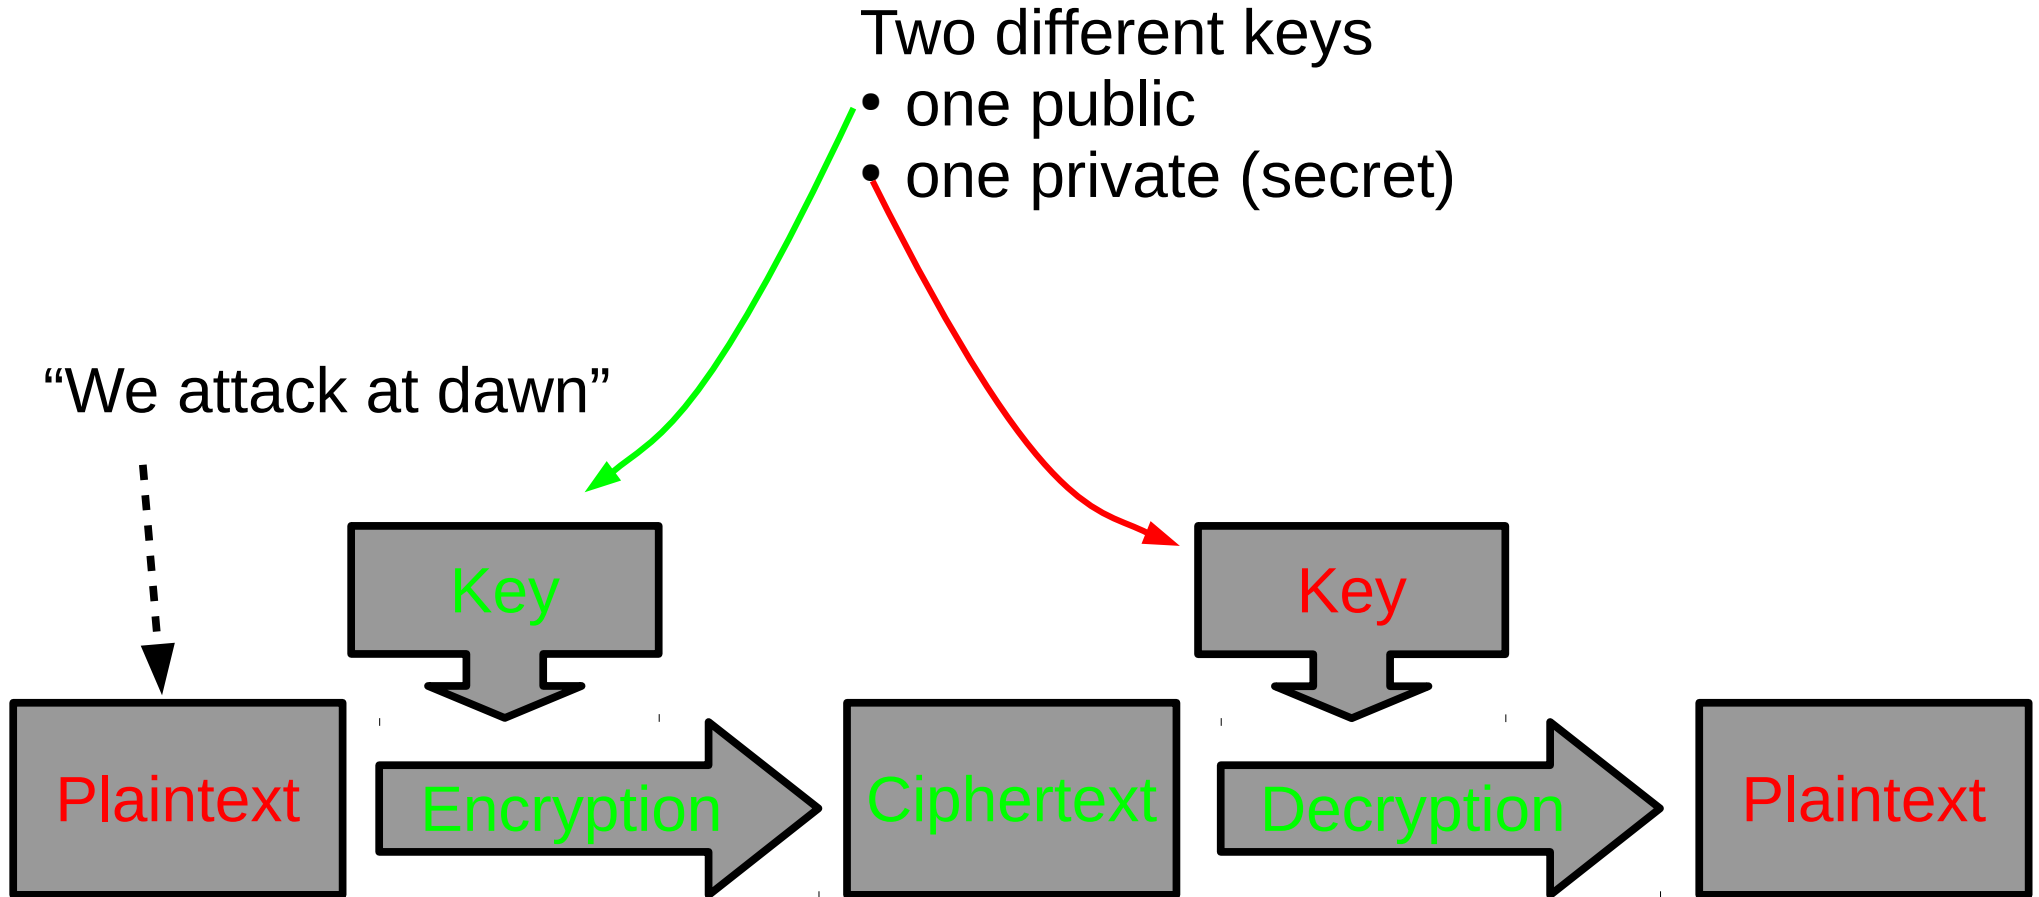 Two different keys
• one public
• one private (secret)
“We attack at dawn”
Key
Key
Plaintext
Encryption
Ciphertext
Decryption
Plaintext